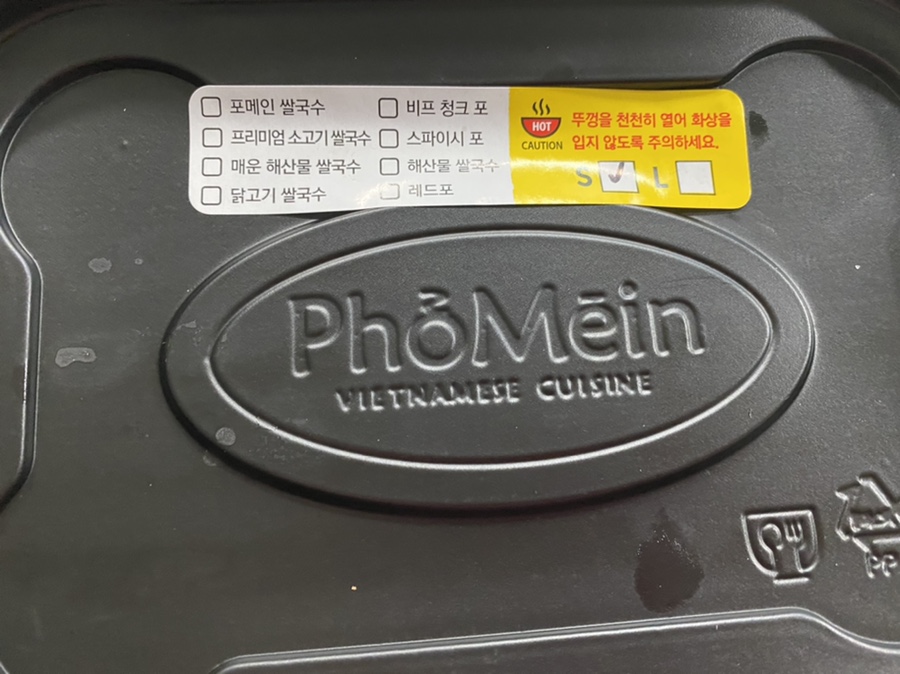 포메인 쌀국수
프리미엄 소고기 쌀국수
매운 해산물 쌀국수
닭고기 쌀국수
비프 청크 포
스파이시 포
해산물 쌀국수
레드포
HOT
CAUTION
뚜껑을 천천히 열어 화상을
입지 않도록 주의하세요.
S L
PhởMēin
VIETNAMESE CUISINE
PP